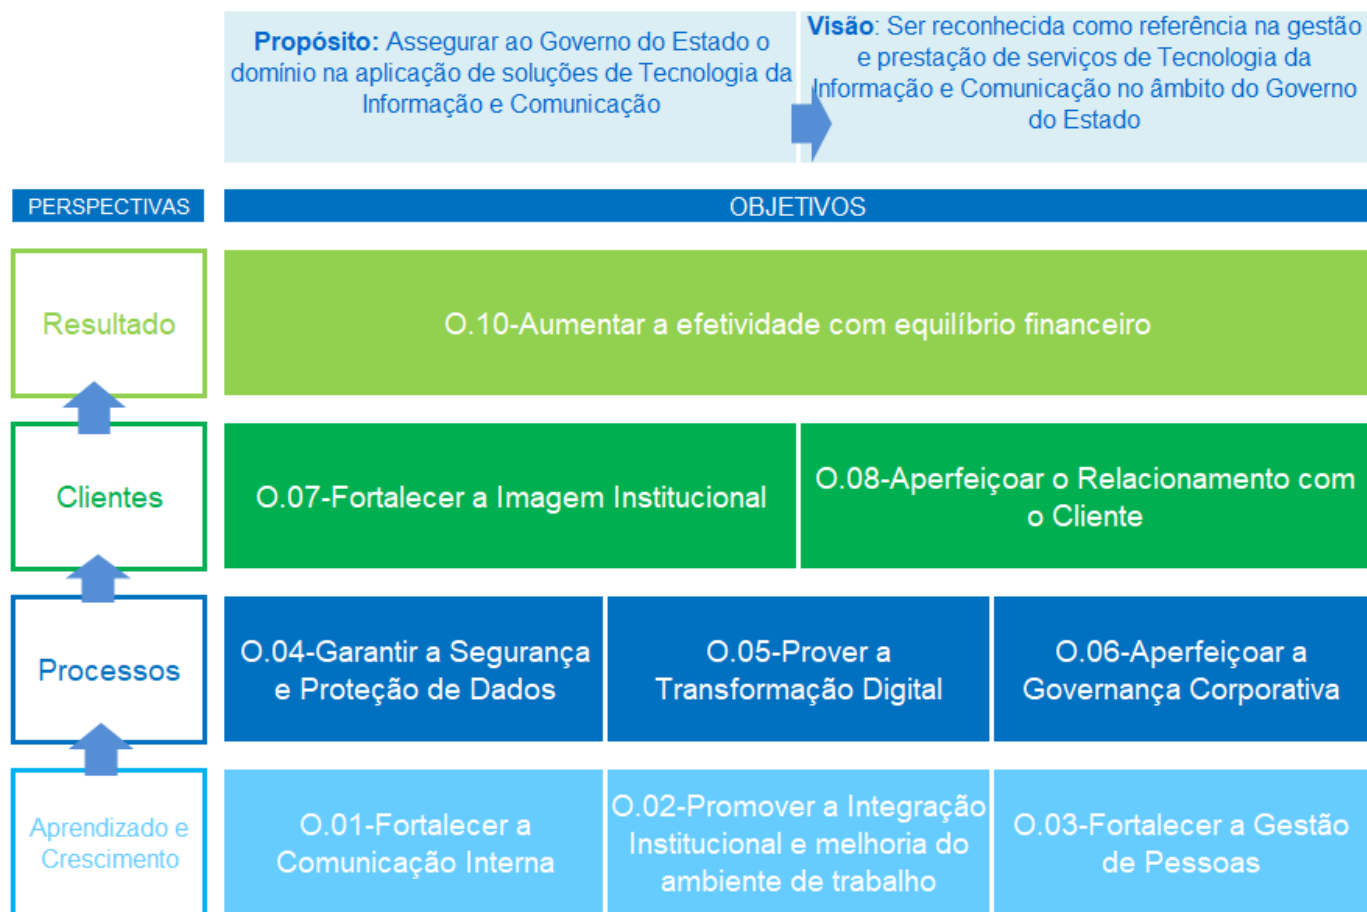 Propósito: Assegurar ao Governo do Estado o
domínio na aplicação de soluções de Tecnologia da
Informação e Comunicação
Visão: Ser reconhecida como referência na gestão
e prestação de serviços de Tecnologia da
Informação e Comunicação no âmbito do Governo
do Estado
PERSPECTIVAS
OBJETIVOS
Resultado
O.10-Aumentar a efetividade com equilíbrio financeiro
Clientes
O.07-Fortalecer a Imagem Institucional
O.08-Aperfeiçoar o Relacionamento com
o Cliente
Processos
O.04-Garantir a Segurança
e Proteção de Dados
O.05-Prover a
Transformação Digital
O.06-Aperfeiçoar a
Governança Corporativa
Aprendizado e
Crescimento
O.01-Fortalecer a
Comunicação Interna
O.02-Promover a Integração
Institucional e melhoria do
ambiente de trabalho
O.03-Fortalecer a Gestão
de Pessoas